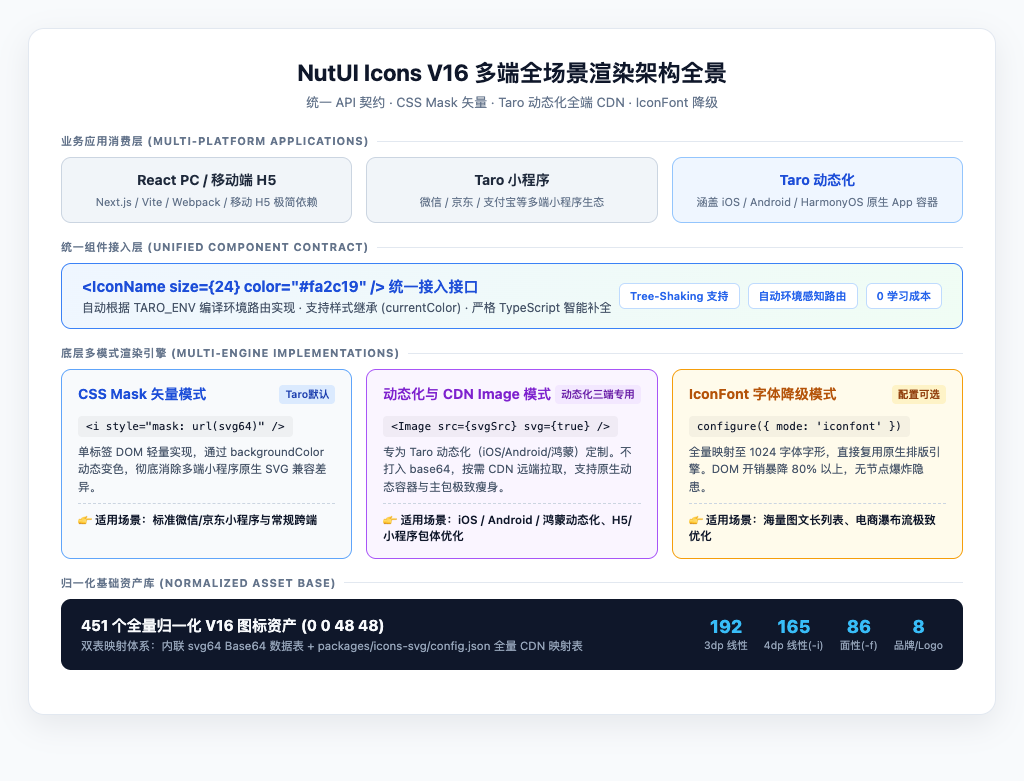 NutUI Icons V16 多端全场景渲染架构全景
统一 API 契约 · CSS Mask 矢量 · Taro 动态化全端 CDN · IconFont 降级
业务应用消费层 (MULTI-PLATFORM APPLICATIONS)
React PC / 移动端 H5
Next.js / Vite / Webpack / 移动 H5 极简依赖
Taro 小程序
微信 / 京东 / 支付宝等多端小程序生态
Taro 动态化
涵盖 iOS / Android / HarmonyOS 原生 App 容器
统一组件接入层 (UNIFIED COMPONENT CONTRACT)
<IconName size={24} color="#fa2c19" /> 统一接入接口
自动根据 TARO_ENV 编译环境路由实现 · 支持样式继承 (currentColor) · 严格 TypeScript 智能补全
Tree-Shaking 支持
自动环境感知路由
0 学习成本
底层多模式渲染引擎 (MULTI-ENGINE IMPLEMENTATIONS)
CSS Mask 矢量模式
Taro默认
<i style="mask: url(svg64)" />
单标签 DOM 轻量实现，通过 backgroundColor
动态变色，彻底消除多端小程序原生 SVG 兼容差
异。
👉 适用场景：标准微信/京东小程序与常规跨端
动态化与 CDN Image 模式
动态化三端专用
<Image src={svgSrc} svg={true} />
专为 Taro 动态化（iOS/Android/鸿蒙）定制。不
打入 base64，按需 CDN 远端拉取，支持原生动
态容器与主包极致瘦身。
👉 适用场景：iOS / Android / 鸿蒙动态化、H5/
小程序包体优化
IconFont 字体降级模式
配置可选
configure({ mode: 'iconfont' })
全量映射至 1024 字体字形，直接复用原生排版引
擎。DOM 开销暴降 80% 以上，无节点爆炸隐
患。
👉 适用场景：海量图文长列表、电商瀑布流极致
优化
归一化基础资产库 (NORMALIZED ASSET BASE)
451 个全量归一化 V16 图标资产 (0 0 48 48)
双表映射体系：内联 svg64 Base64 数据表 + packages/icons-svg/config.json 全量 CDN 映射表
192
3dp 线性
165
4dp 线性(-i)
86
面性(-f)
8
品牌/Logo